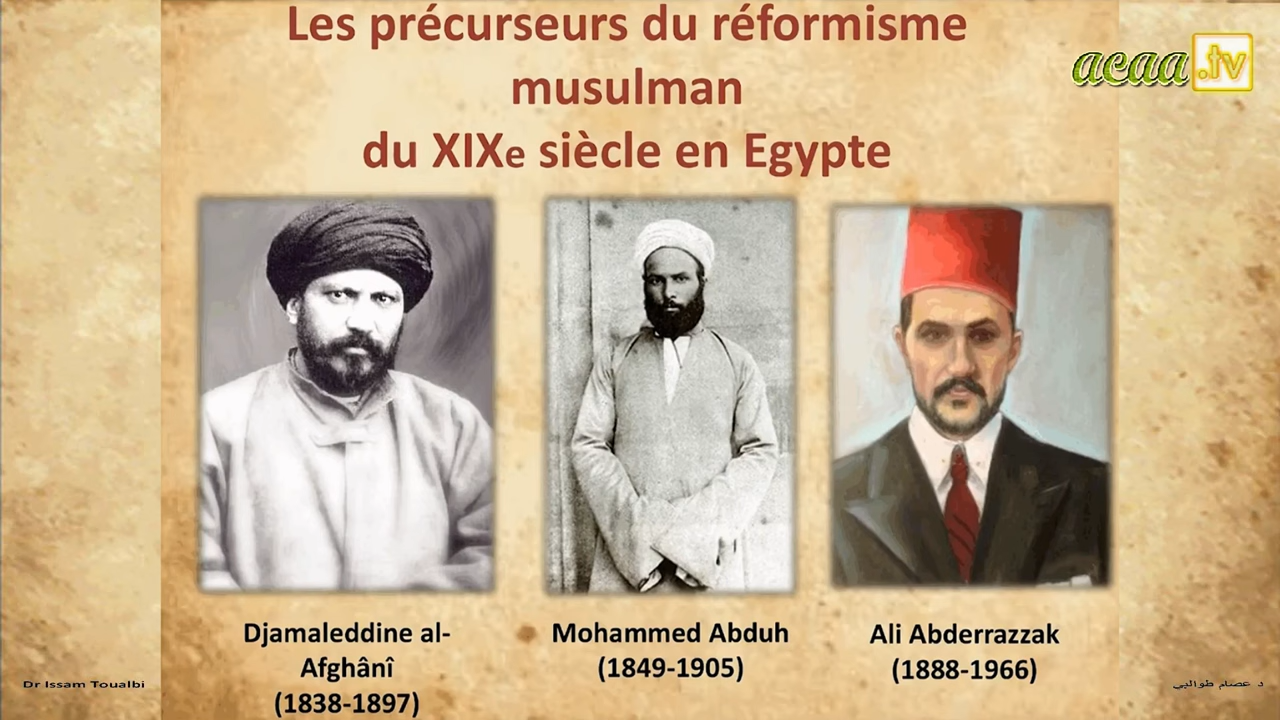 Les précurseurs du réformisme
musulman
du XIXe siècle en Egypte
acaa.tv
Djamaleddine al-
Afghânî
(1838-1897)
Mohammed Abduh
(1849-1905)
Ali Abderrazzak
(1888-1966)
Dr Issam Toualbi
د عصام طوالبي